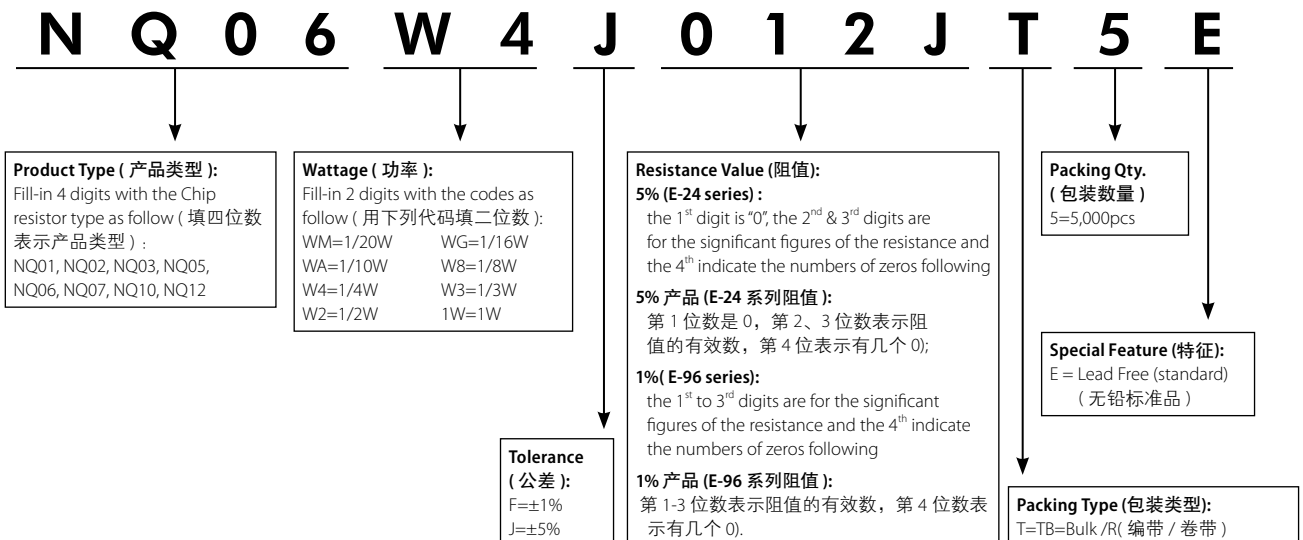 NQ06W4J012JT5E
Product Type ( 产品类型 ):
Fill-in 4 digits with the Chip
resistor type as follow ( 填四位数
表示产品类型 ) :
NQ01, NQ02, NQ03, NQ05,
NQ06, NQ07, NQ10, NQ12
Wattage ( 功率 ):
Fill-in 2 digits with the codes as
follow ( 用下列代码填二位数 ):
WM=1/20W WG=1/16W
WA=1/10W W8=1/8W
W4=1/4W W3=1/3W
W2=1/2W 1W=1W
Tolerance
( 公差 ):
F=±1%
J=±5%
Resistance Value (阻值):
5% (E-24 series) :
the 1st digit is “0”, the 2nd & 3rd digits are
for the significant figures of the resistance and
the 4th indicate the numbers of zeros following
5% 产品 (E-24 系列阻值 ):
第 1 位数是 0，第 2、3 位数表示阻
值的有效数，第 4 位表示有几个 0);
1%( E-96 series):
the 1st to 3rd digits are for the significant
figures of the resistance and the 4th indicate
the numbers of zeros following
1% 产品 (E-96 系列阻值 ):
第 1-3 位数表示阻值的有效数，第 4 位数表
示有几个 0).
Packing Qty.
( 包装数量 )
5=5,000pcs
Special Feature (特征):
E = Lead Free (standard)
( 无铅标准品 )
Packing Type (包装类型):
T=TB=Bulk /R( 编带 / 卷带 )